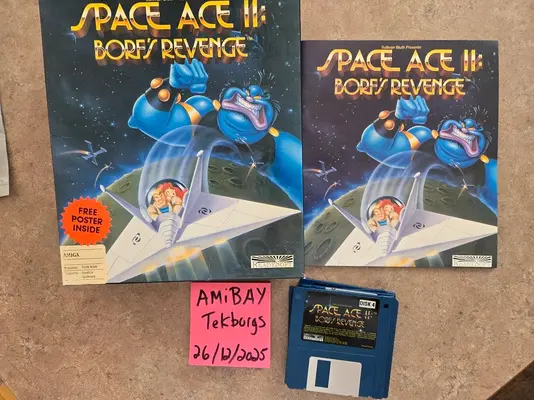 SPACE ACE II:
BORF'S REVENGE
FREE
POSTER
INSIDE
AMIGA
SPACE ACE II:
BORF'S REVENGE
AMiBAY
Tekborgs
26/12/2025
DISK 4
SPACE ACE II:
BORF'S REVENGE